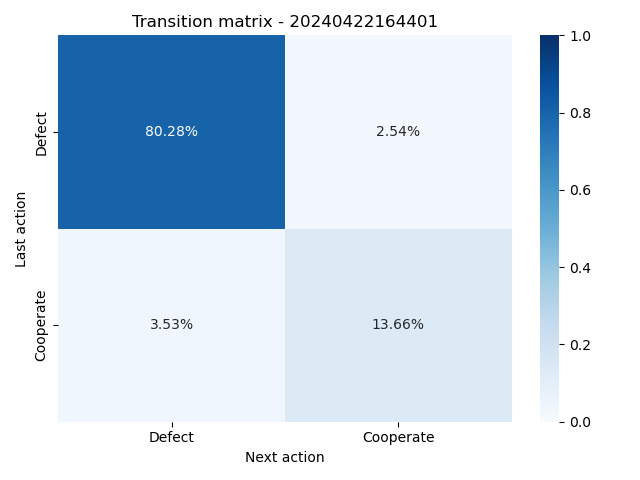 Transition matrix - 20240422164401
Defect
Cooperate
Last action
80.28%
2.54%
3.53%
13.66%
Defect
Cooperate
Next action
1.0
0.8
0.6
0.4
0.2
0.0